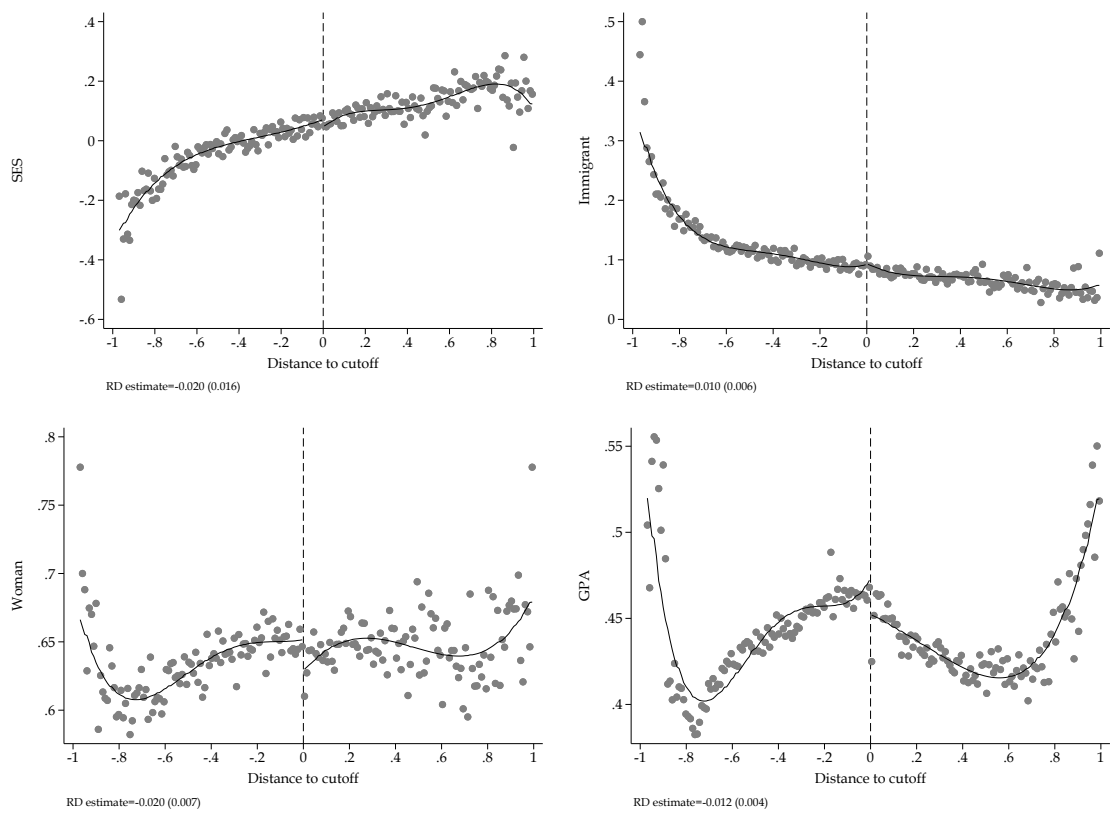 .4
.2
0
-.2
-.4
-.6
SES
-1 -.8 -.6 -.4 -.2 0 .2 .4 .6 .8 1
Distance to cutoff
RD estimate=-0.020 (0.016)
.5
.4
.3
.2
.1
0
Immigrant
-1 -.8 -.6 -.4 -.2 0 .2 .4 .6 .8 1
Distance to cutoff
RD estimate=0.010 (0.006)
.8
.75
.7
.65
.6
Woman
-1 -.8 -.6 -.4 -.2 0 .2 .4 .6 .8 1
Distance to cutoff
RD estimate=-0.020 (0.007)
.55
.5
.45
.4
GPA
-1 -.8 -.6 -.4 -.2 0 .2 .4 .6 .8 1
Distance to cutoff
RD estimate=-0.012 (0.004)